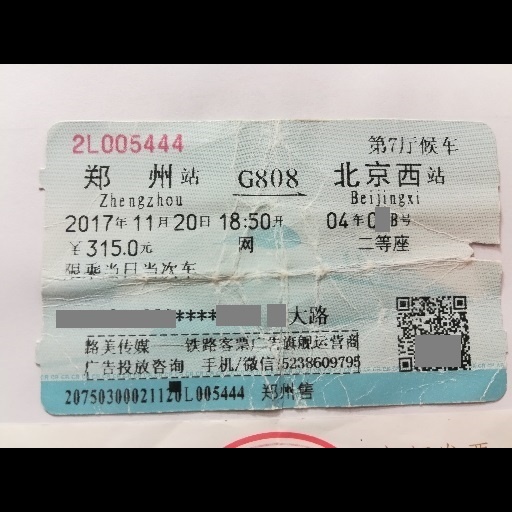 2L005444 第7厅候车
郑州站 G808 北京西站
Zhengzhou Beijingxi
2017年11月20日 18:50开 04车0 8号
¥315.0元 网 二等座
限乘当日当次车
**** 大路
路美传媒——铁路客票广告旗舰运营商
广告投放咨询 手机/微信:5238609795
20750300021120L005444 郑州售